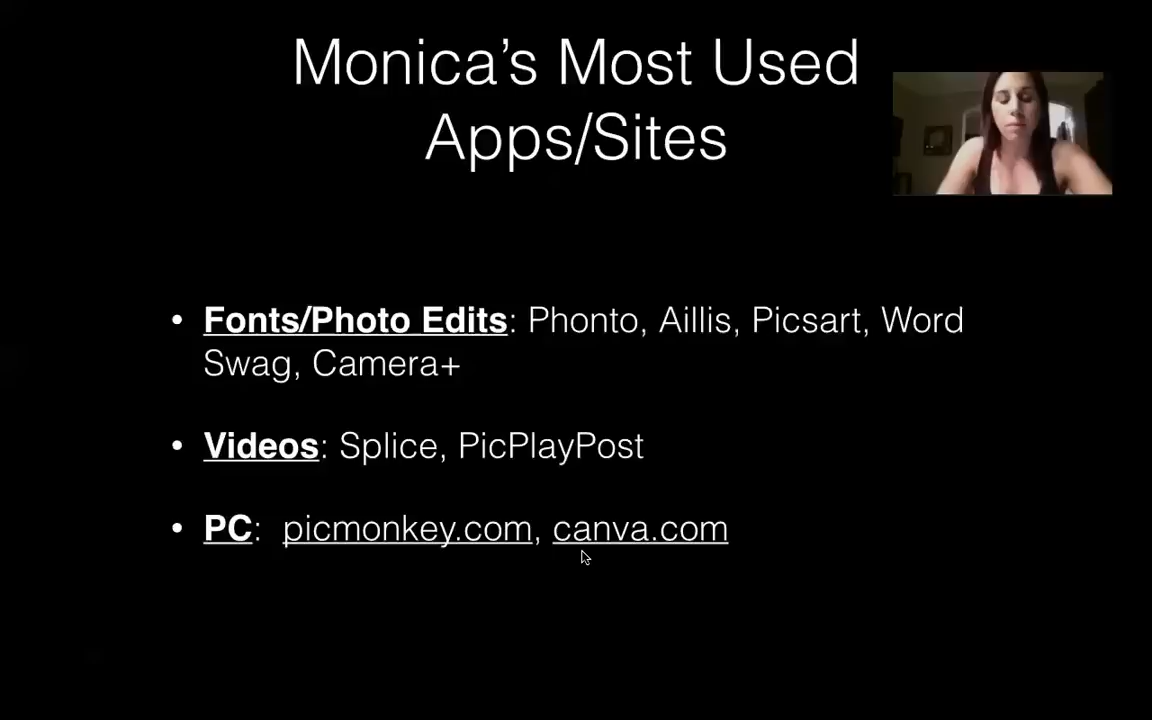 Monica’s Most Used
Apps/Sites
• Fonts/Photo Edits: Phonto, Aillis, Picsart, Word
Swag, Camera+
• Videos: Splice, PicPlayPost
• PC: picmonkey.com, canva.com